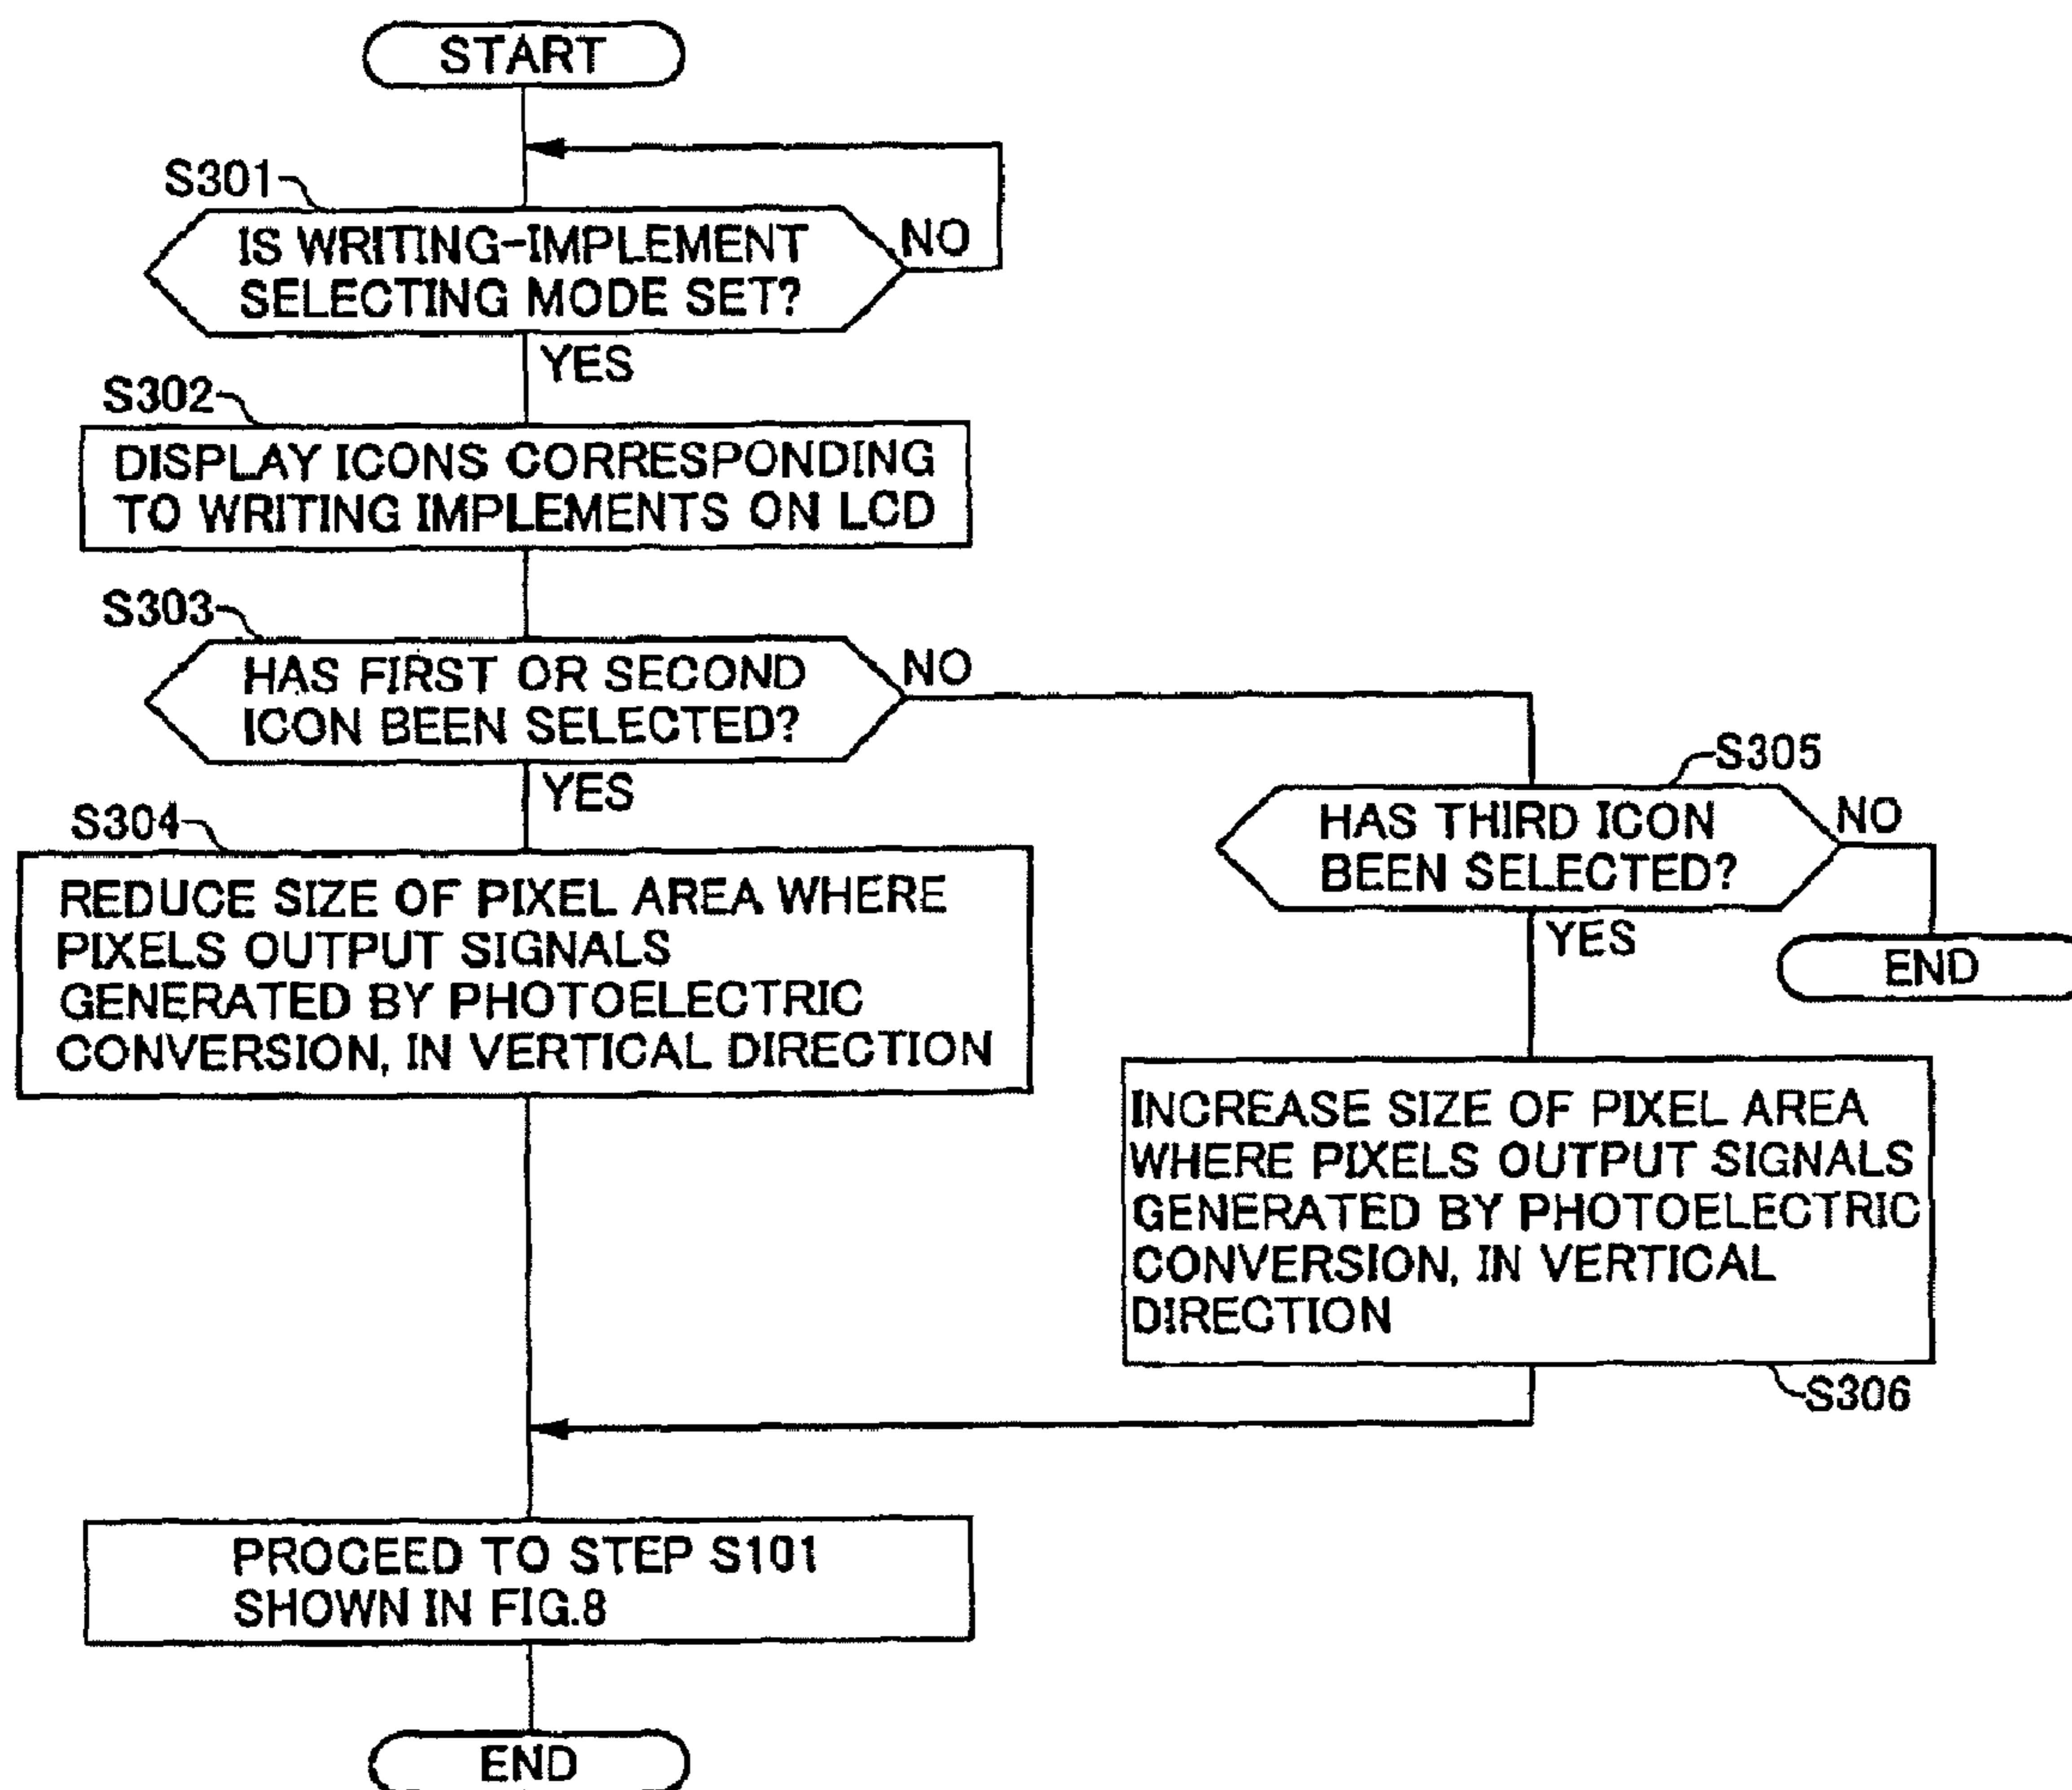 START
S301
IS WRITING-IMPLEMENT
SELECTING MODE SET?
NO
YES
S302
DISPLAY ICONS CORRESPONDING
TO WRITING IMPLEMENTS ON LCD
S303
HAS FIRST OR SECOND
ICON BEEN SELECTED?
NO
YES
S304
REDUCE SIZE OF PIXEL AREA WHERE
PIXELS OUTPUT SIGNALS
GENERATED BY PHOTOELECTRIC
CONVERSION, IN VERTICAL DIRECTION
S305
HAS THIRD ICON
BEEN SELECTED?
NO
YES
END
INCREASE SIZE OF PIXEL AREA
WHERE PIXELS OUTPUT SIGNALS
GENERATED BY PHOTOELECTRIC
CONVERSION, IN VERTICAL
DIRECTION
S306
PROCEED TO STEP S101
SHOWN IN FIG.8
END